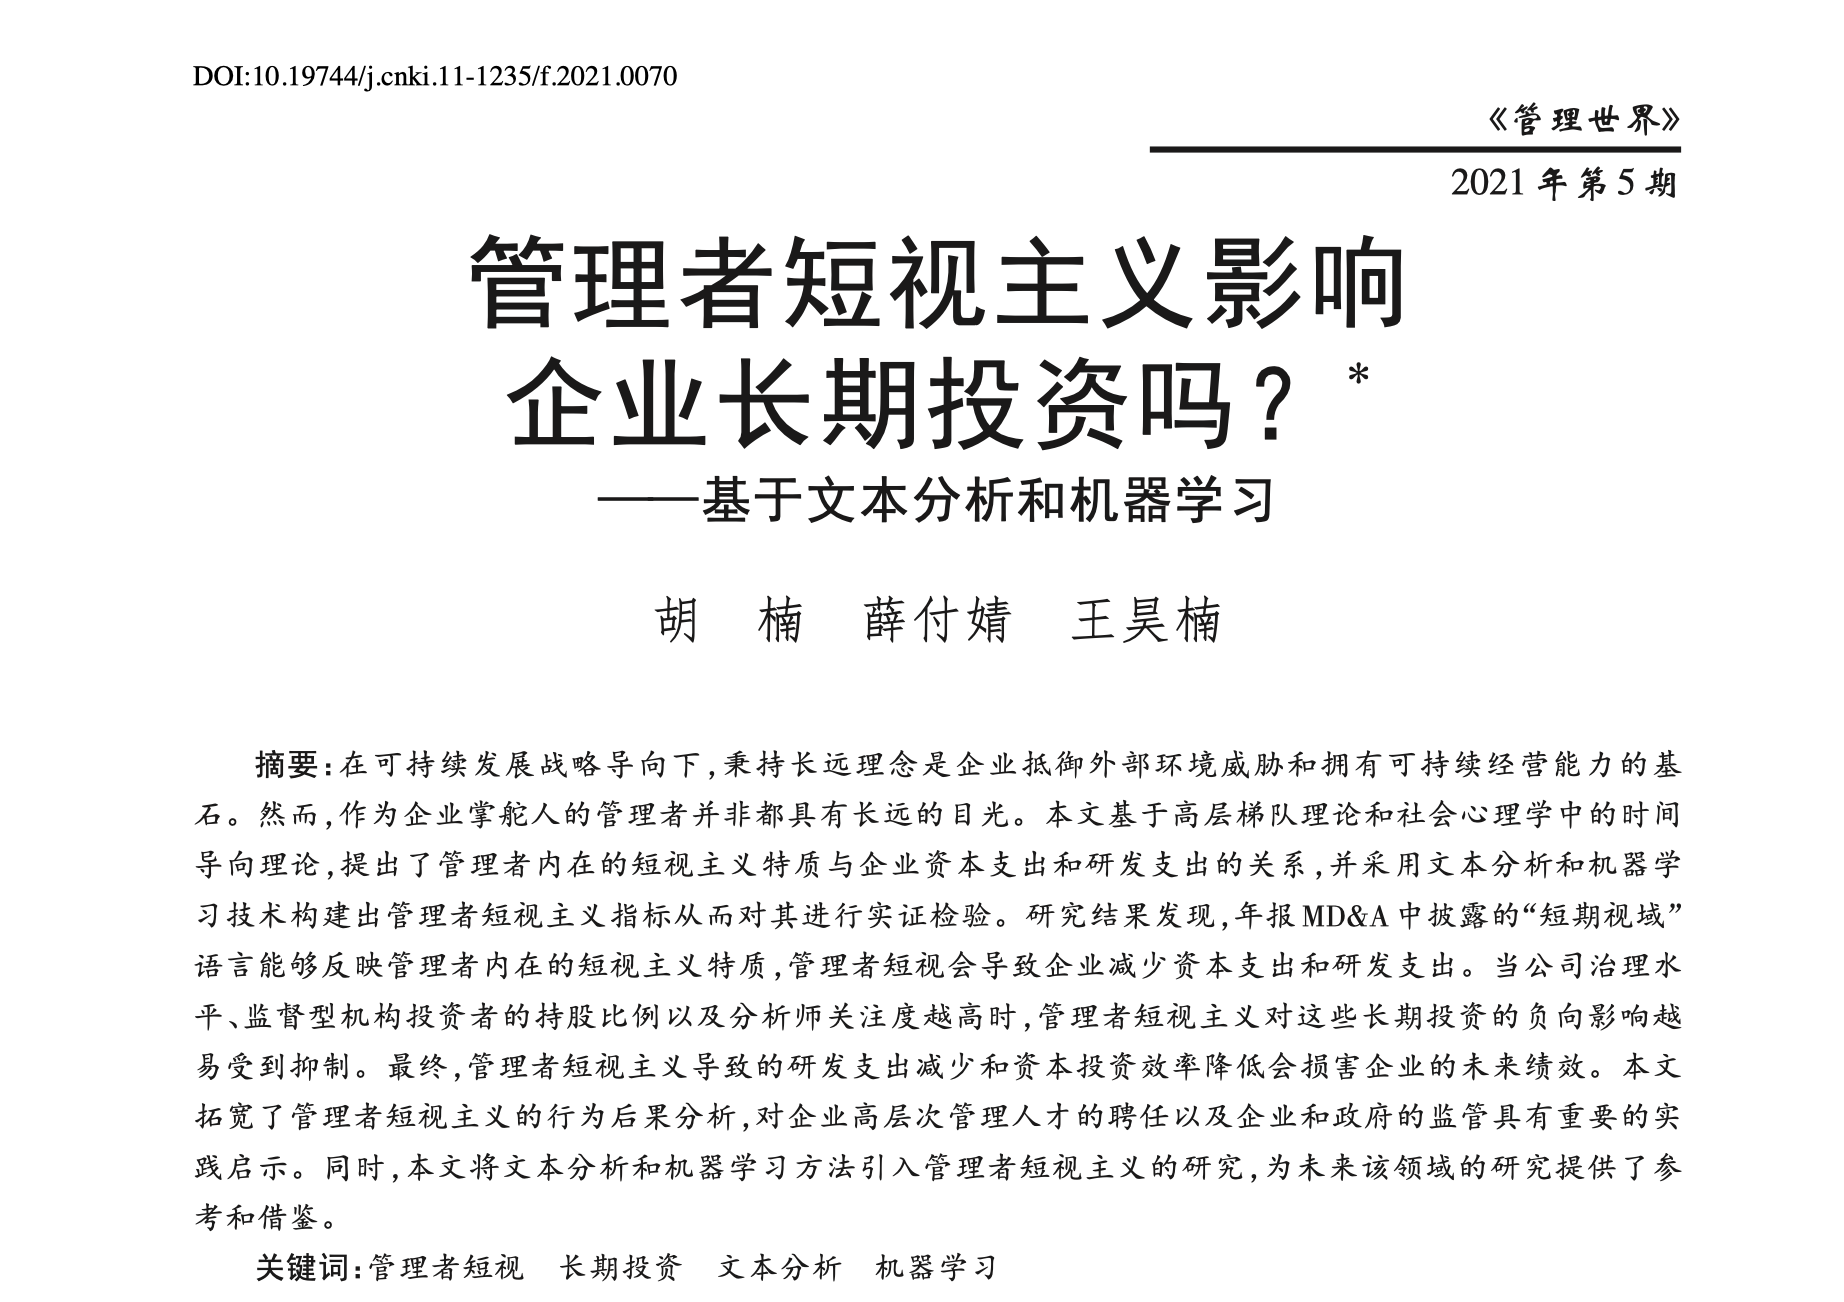 DOI:10.19744/j.cnki.11-1235/f.2021.0070
《管理世界》
2021 年第 5 期
管理者短视主义影响
企业长期投资吗？*
——基于文本分析和机器学习
胡　楠　薛付婧　王昊楠
摘要：在可持续发展战略导向下，秉持长远理念是企业抵御外部环境威胁和拥有可持续经营能力的基
石。然而，作为企业掌舵人的管理者并非都具有长远的目光。本文基于高层梯队理论和社会心理学中的时间
导向理论，提出了管理者内在的短视主义特质与企业资本支出和研发支出的关系，并采用文本分析和机器学
习技术构建出管理者短视主义指标从而对其进行实证检验。研究结果发现，年报 MD&A 中披露的“短期视域”
语言能够反映管理者内在的短视主义特质，管理者短视会导致企业减少资本支出和研发支出。当公司治理水
平、监督型机构投资者的持股比例以及分析师关注度越高时，管理者短视主义对这些长期投资的负向影响越
易受到抑制。最终，管理者短视主义导致的研发支出减少和资本投资效率降低会损害企业的未来绩效。本文
拓宽了管理者短视主义的行为后果分析，对企业高层次管理人才的聘任以及企业和政府的监管具有重要的实
践启示。同时，本文将文本分析和机器学习方法引入管理者短视主义的研究，为未来该领域的研究提供了参
考和借鉴。
关键词：管理者短视　长期投资　文本分析　机器学习